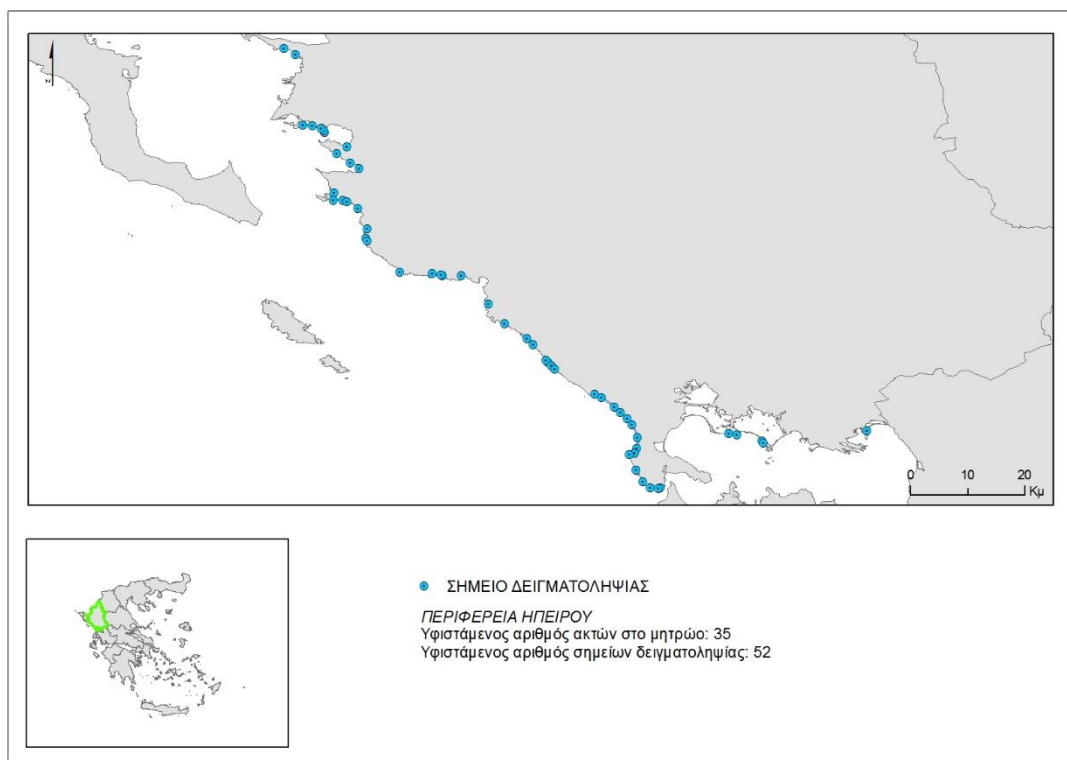 N
0 10 20
Κμ
ΣΗΜΕΙΟ ΔΕΙΓΜΑΤΟΛΗΨΙΑΣ
ΠΕΡΙΦΕΡΕΙΑ ΗΠΕΙΡΟΥ
Υφιστάμενος αριθμός ακτών στο μητρώο: 35
Υφιστάμενος αριθμός σημείων δειγματοληψίας: 52